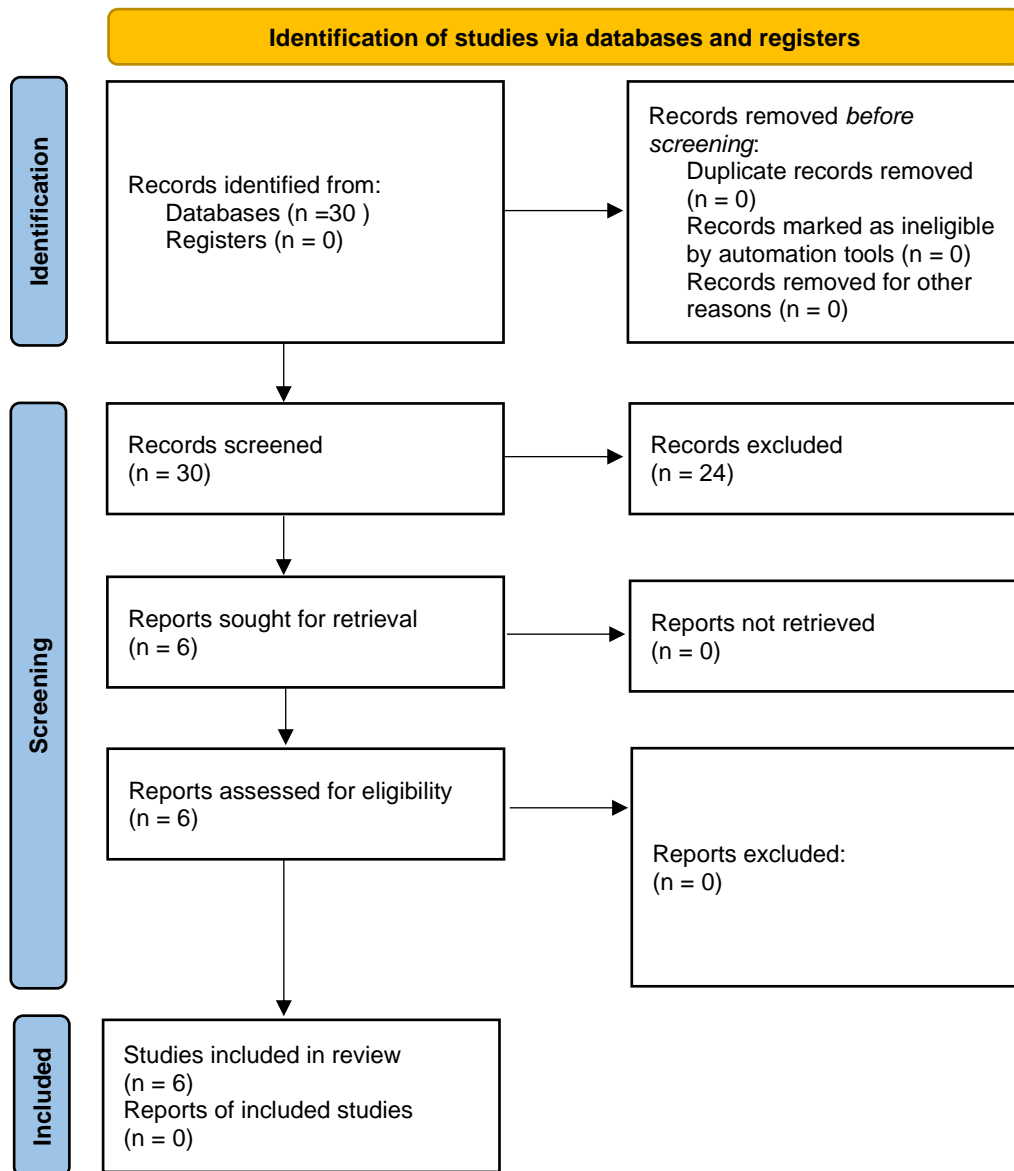 Identification of studies via databases and registers
Identification
Records identified from:
Databases (n =30 )
Registers (n = 0)
Records removed before
screening:
Duplicate records removed
(n = 0)
Records marked as ineligible
by automation tools (n = 0)
Records removed for other
reasons (n = 0)
Screening
Records screened
(n = 30)
Records excluded
(n = 24)
Reports sought for retrieval
(n = 6)
Reports not retrieved
(n = 0)
Reports assessed for eligibility
(n = 6)
Reports excluded:
(n = 0)
Included
Studies included in review
(n = 6)
Reports of included studies
(n = 0)